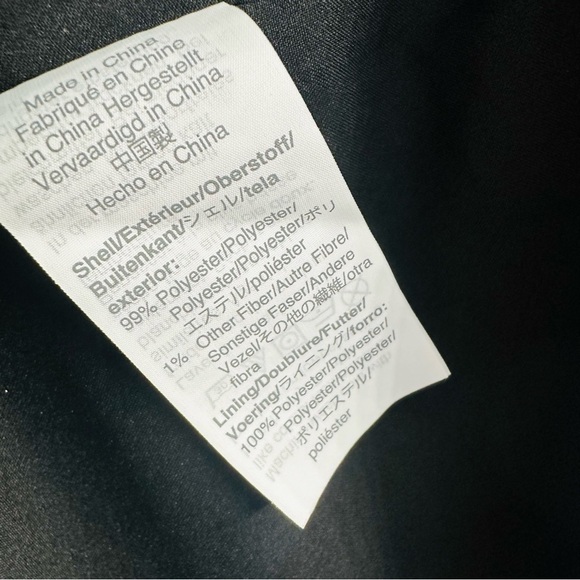 Made in China
Fabriqué en Chine
in China Hergestellt
Vervaardigd in China
中国製
Hecho en China
Shell/Extérieur/Oberstoff/
Buitenkant/シェル/tela
exterior:
99% Polyester/Polyester/
Polyester/Polyester/ポリ
エステル/poliéster
1% Other Fiber/Autre Fibre/
Sonstige Faser/Andere
Vezel/その他の繊維/otra
fibra
Lining/Doublure/Futter/
Voering/ライニング/forro:
100% Polyester/Polyester/
Polyester/Polyester/
ポリエステル/
poliéster